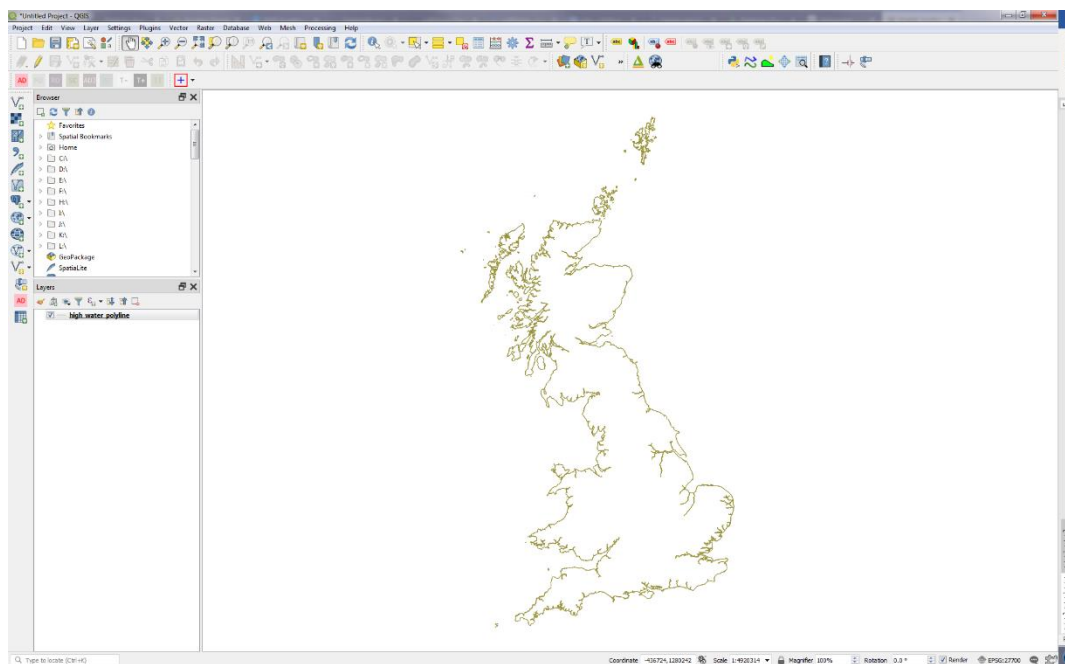 *Untitled Project - QGIS
Project Edit View Layer Settings Plugins Vector Raster Database Web Mesh Processing Help
Browser
Favorites
Spatial Bookmarks
Home
C:\
D:\
E:\
F:\
H:\
I:\
J:\
K:\
L:\
GeoPackage
SpatiaLite
Layers
high_water_polyline
Type to locate (Ctrl+K)
Coordinate -436724,1280242 Scale 1:4920314 Magnifier 100% Rotation 0.0 ° Render EPSG:27700